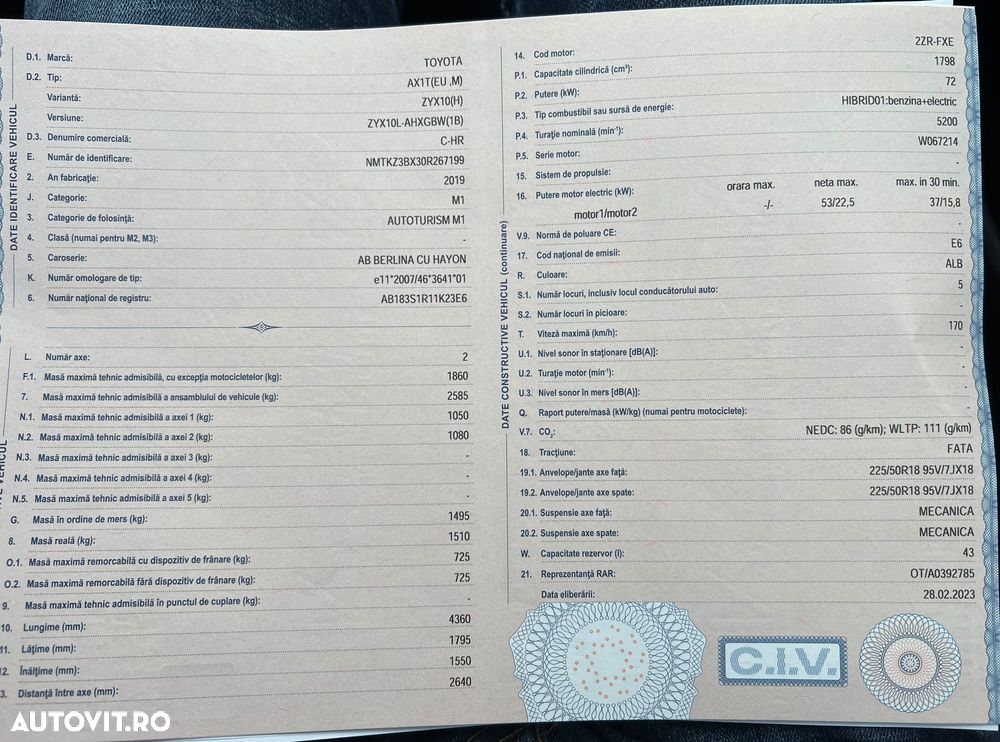 DATE IDENTIFICARE VEHICUL
D.1. Marcă: TOYOTA
D.2. Tip: AX1T(EU ,M)
Variantă: ZYX10(H)
Versiune: ZYX10L-AHXGBW(1B)
D.3. Denumire comercială: C-HR
E. Număr de identificare: NMTKZ3BX30R267199
2. An fabricaţie: 2019
J. Categorie: M1
3. Categorie de folosinţă: AUTOTURISM M1
4. Clasă (numai pentru M2, M3): -
5. Caroserie: AB BERLINA CU HAYON
K. Număr omologare de tip: e11*2007/46*3641*01
6. Număr naţional de registru: AB183S1R11K23E6
L. Număr axe: 2
F.1. Masă maximă tehnic admisibilă, cu excepţia motocicletelor (kg): 1860
7. Masă maximă tehnic admisibilă a ansamblului de vehicule (kg): 2585
N.1. Masă maximă tehnic admisibilă a axei 1 (kg): 1050
N.2. Masă maximă tehnic admisibilă a axei 2 (kg): 1080
N.3. Masă maximă tehnic admisibilă a axei 3 (kg): -
N.4. Masă maximă tehnic admisibilă a axei 4 (kg): -
N.5. Masă maximă tehnic admisibilă a axei 5 (kg): -
G. Masă în ordine de mers (kg): 1495
8. Masă reală (kg): 1510
O.1. Masă maximă remorcabilă cu dispozitiv de frânare (kg): 725
O.2. Masă maximă remorcabilă fără dispozitiv de frânare (kg): 725
9. Masă maximă tehnic admisibilă în punctul de cuplare (kg): -
10. Lungime (mm): 4360
11. Lăţime (mm): 1795
12. Înălţime (mm): 1550
3. Distanţă între axe (mm): 2640
DATE CONSTRUCTIVE VEHICUL (continuare)
14. Cod motor: 2ZR-FXE
P.1. Capacitate cilindrică (cm³): 1798
P.2. Putere (kW): 72
P.3. Tip combustibil sau sursă de energie: HIBRID01:benzina+electric
P.4. Turaţie nominală (min⁻¹): 5200
P.5. Serie motor: W067214
15. Sistem de propulsie: -
16. Putere motor electric (kW): orara max. neta max. max. in 30 min.
motor1/motor2 -/- 53/22,5 37/15,8
V.9. Normă de poluare CE: -
17. Cod naţional de emisii: E6
R. Culoare: ALB
S.1. Număr locuri, inclusiv locul conducătorului auto: 5
S.2. Număr locuri în picioare: -
T. Viteză maximă (km/h): 170
U.1. Nivel sonor în staţionare [dB(A)]: -
U.2. Turaţie motor (min⁻¹): -
U.3. Nivel sonor în mers [dB(A)]: -
Q. Raport putere/masă (kW/kg) (numai pentru motociclete): -
V.7. CO₂: NEDC: 86 (g/km); WLTP: 111 (g/km)
18. Tracţiune: FATA
19.1. Anvelope/jante axe faţă: 225/50R18 95V/7JX18
19.2. Anvelope/jante axe spate: 225/50R18 95V/7JX18
20.1. Suspensie axe faţă: MECANICA
20.2. Suspensie axe spate: MECANICA
W. Capacitate rezervor (l): 43
21. Reprezentanţă RAR: OT/A0392785
Data eliberării: 28.02.2023
C.I.V.
AUTOVIT.RO